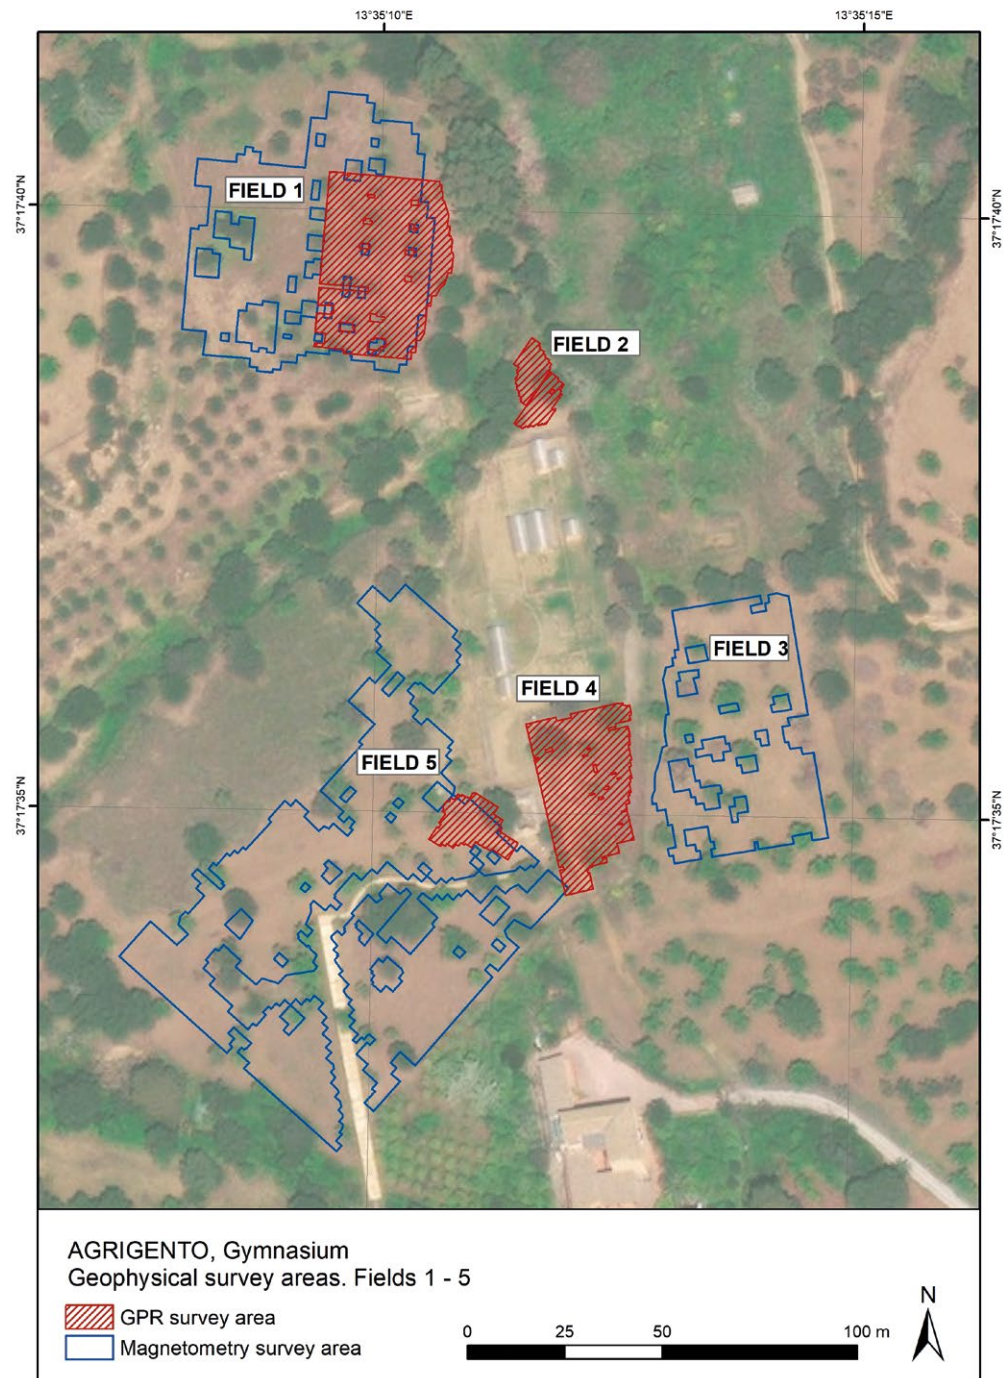 13°35'10"E
13°35'15"E
37°17'40"N
37°17'40"N
FIELD 1
FIELD 2
FIELD 3
FIELD 4
FIELD 5
37°17'35"N
37°17'35"N
AGRIGENTO, Gymnasium
Geophysical survey areas. Fields 1 - 5
GPR survey area
Magnetometry survey area
0 25 50 100 m
N